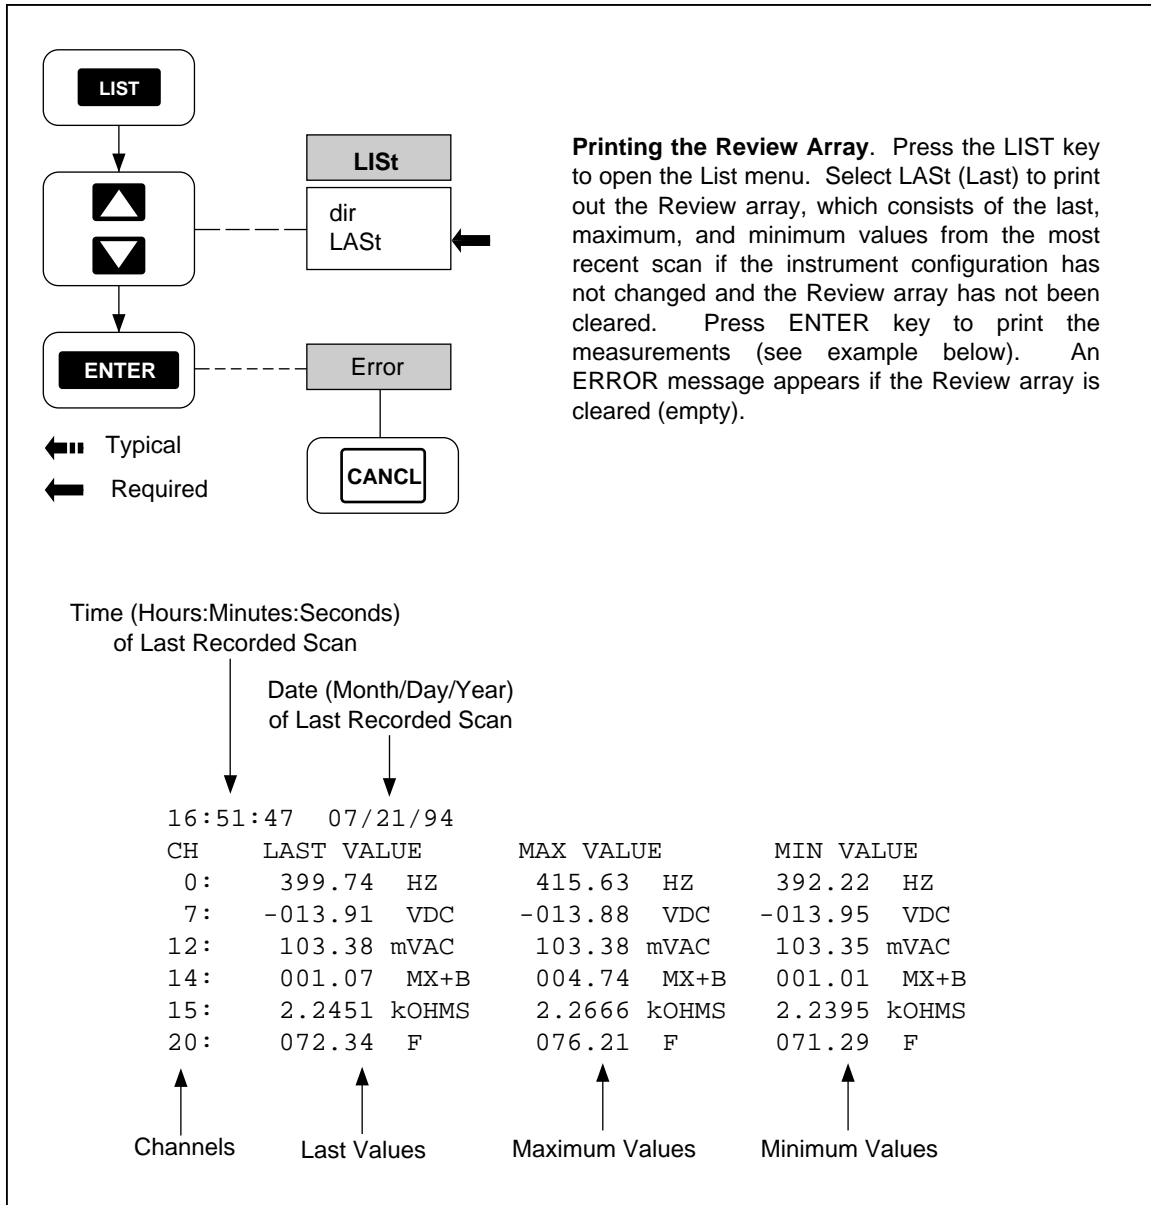 LIST
LISt
dir
LASt
ENTER
Error
Typical
Required
CANCL
Printing the Review Array. Press the LIST key
to open the List menu. Select LASt (Last) to print
out the Review array, which consists of the last,
maximum, and minimum values from the most
recent scan if the instrument configuration has
not changed and the Review array has not been
cleared. Press ENTER key to print the
measurements (see example below). An
ERROR message appears if the Review array is
cleared (empty).
Time (Hours:Minutes:Seconds)
of Last Recorded Scan
Date (Month/Day/Year)
of Last Recorded Scan
16:51:47 07/21/94
CH LAST VALUE MAX VALUE MIN VALUE
0: 399.74 HZ 415.63 HZ 392.22 HZ
7: -013.91 VDC -013.88 VDC -013.95 VDC
12: 103.38 mVAC 103.38 mVAC 103.35 mVAC
14: 001.07 MX+B 004.74 MX+B 001.01 MX+B
15: 2.2451 kOHMS 2.2666 kOHMS 2.2395 kOHMS
20: 072.34 F 076.21 F 071.29 F
Channels Last Values Maximum Values Minimum Values